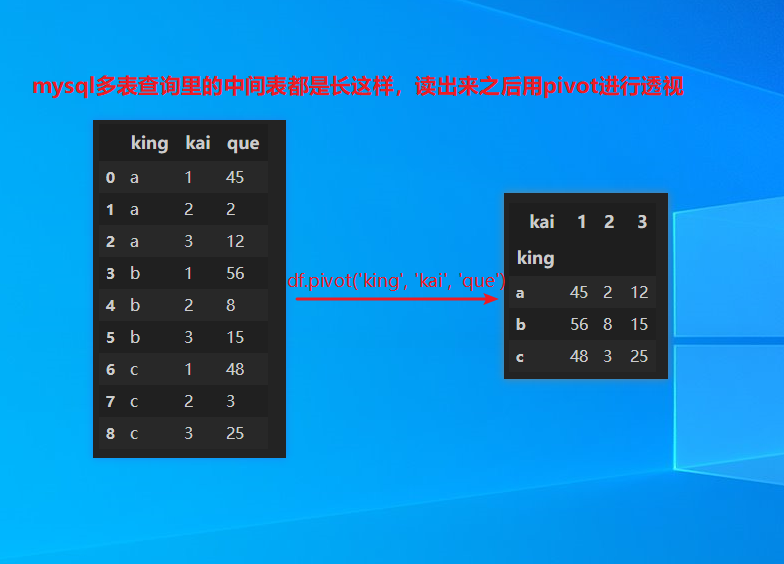 mysql多表查询里的中间表都是长这样，读出来之后用pivot进行透视
king kai que
0 a 1 45
1 a 2 2
2 a 3 12
3 b 1 56
4 b 2 8
5 b 3 15
6 c 1 48
7 c 2 3
8 c 3 25
df.pivot('king', 'kai', 'que')
kai 1 2 3
king
a 45 2 12
b 56 8 15
c 48 3 25